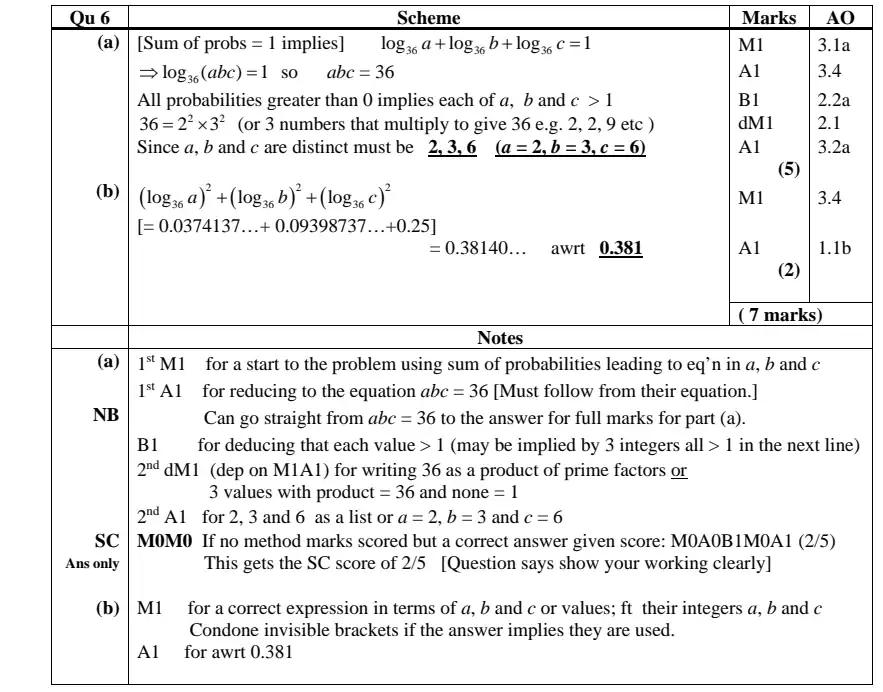 Qu 6 Scheme Marks AO
(a) [Sum of probs = 1 implies] log₃₆ a + log₃₆ b + log₃₆ c = 1 M1 3.1a
⇒ log₃₆(abc) = 1 so abc = 36 A1 3.4
All probabilities greater than 0 implies each of a, b and c > 1 B1 2.2a
36 = 2² × 3² (or 3 numbers that multiply to give 36 e.g. 2, 2, 9 etc ) dM1 2.1
Since a, b and c are distinct must be 2, 3, 6 (a = 2, b = 3, c = 6) A1 3.2a
(5)
(b) (log₃₆ a)² + (log₃₆ b)² + (log₃₆ c)² M1 3.4
[= 0.0374137…+ 0.09398737…+0.25]
= 0.38140… awrt 0.381 A1 1.1b
(2)
( 7 marks)
Notes
(a) 1st M1 for a start to the problem using sum of probabilities leading to eq’n in a, b and c
1st A1 for reducing to the equation abc = 36 [Must follow from their equation.]
NB Can go straight from abc = 36 to the answer for full marks for part (a).
B1 for deducing that each value > 1 (may be implied by 3 integers all > 1 in the next line)
2nd dM1 (dep on M1A1) for writing 36 as a product of prime factors or
3 values with product = 36 and none = 1
2nd A1 for 2, 3 and 6 as a list or a = 2, b = 3 and c = 6
SC M0M0 If no method marks scored but a correct answer given score: M0A0B1M0A1 (2/5)
Ans only This gets the SC score of 2/5 [Question says show your working clearly]
(b) M1 for a correct expression in terms of a, b and c or values; ft their integers a, b and c
Condone invisible brackets if the answer implies they are used.
A1 for awrt 0.381